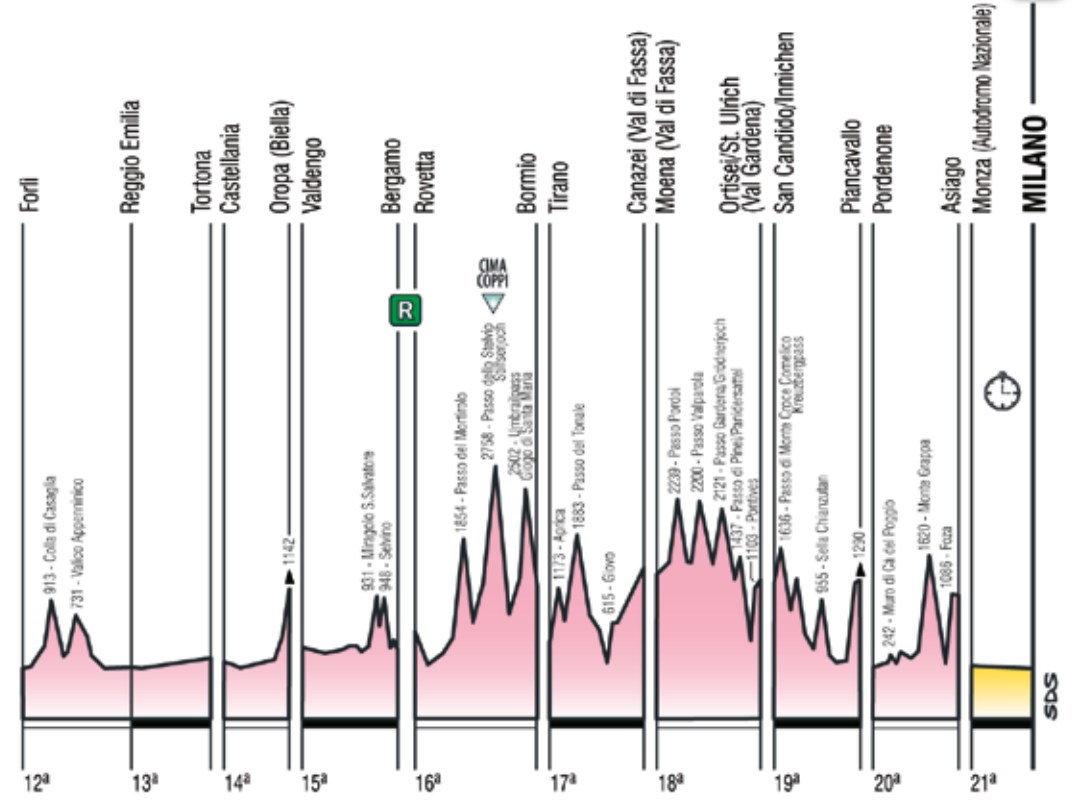 Forlì
Reggio Emilia
Tortona
Castellania
Oropa (Biella)
Valdengo
Bergamo
Rovetta
Bormio
Tirano
Canazei (Val di Fassa)
Moena (Val di Fassa)
Ortisei/St. Ulrich
(Val Gardena)
San Candido/Innichen
Piancavallo
Pordenone
Asiago
Monza (Autodromo Nazionale)
MILANO
R
CIMA
COPPI
913 - Colla di Casaglia
731 - Valico Appenninico
1142
931 - Miragolo S.Salvatore
948 - Selvino
1854 - Passo del Mortirolo
2758 - Passo dello Stelvio
Stilfserjoch
2502 - Umbrailpass
Giogo di Santa Maria
1173 - Aprica
1883 - Passo del Tonale
615 - Giovo
2239 - Passo Pordoi
2200 - Passo Valparola
2121 - Passo Gardena/Grödnerjoch
1437 - Passo di Pinei/Panidersattel
1103 - Pontives
1636 - Passo di Monte Croce Comelico
Kreuzbergpass
955 - Sella Chianzutan
1290
242 - Muro di Ca del Poggio
1620 - Monte Grappa
1086 - Foza
SDS
12ª
13ª
14ª
15ª
16ª
17ª
18ª
19ª
20ª
21ª